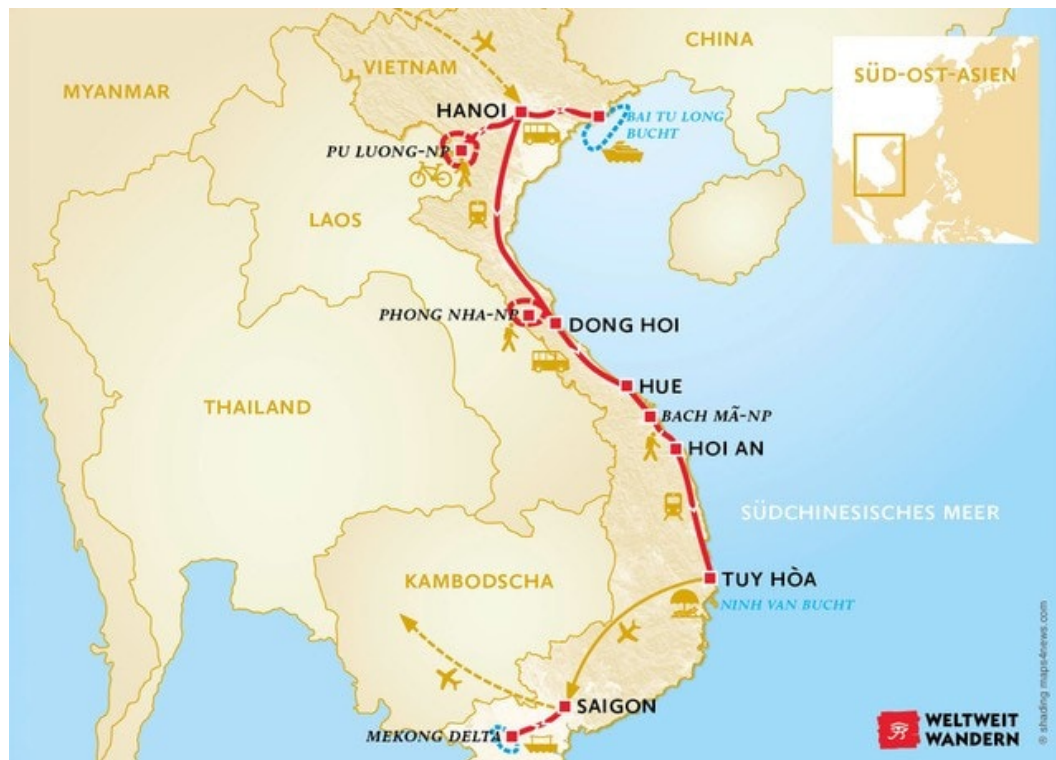 CHINA
SÜD-OST-ASIEN
VIETNAM
MYANMAR
HANOI
BAI TU LONG
BUCHT
PU LUONG-NP
LAOS
PHONG NHA-NP
DONG HOI
HUE
THAILAND
BACH MÃ-NP
HOI AN
SÜDCHINESISCHES MEER
KAMBODSCHA
TUY HÒA
NINH VAN BUCHT
SAIGON
MEKONG DELTA
WELTWEIT
WANDERN
® shading maps4news.com